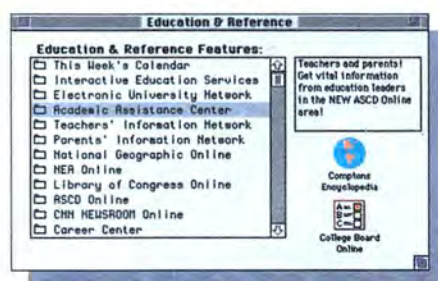 Education & Reference
Education & Reference Features:
This Week's Calendar
Interactive Education Services
Electronic University Network
Academic Assistance Center
Teachers' Information Network
Parents' Information Network
National Geographic Online
NEA Online
Library of Congress Online
ASCD Online
CNN NEWSROOM Online
Career Center
Teachers and parents!
Get vital information
from education leaders
in the NEW ASCD Online
area!
Comptons
Encyclopedia
College Board
Online